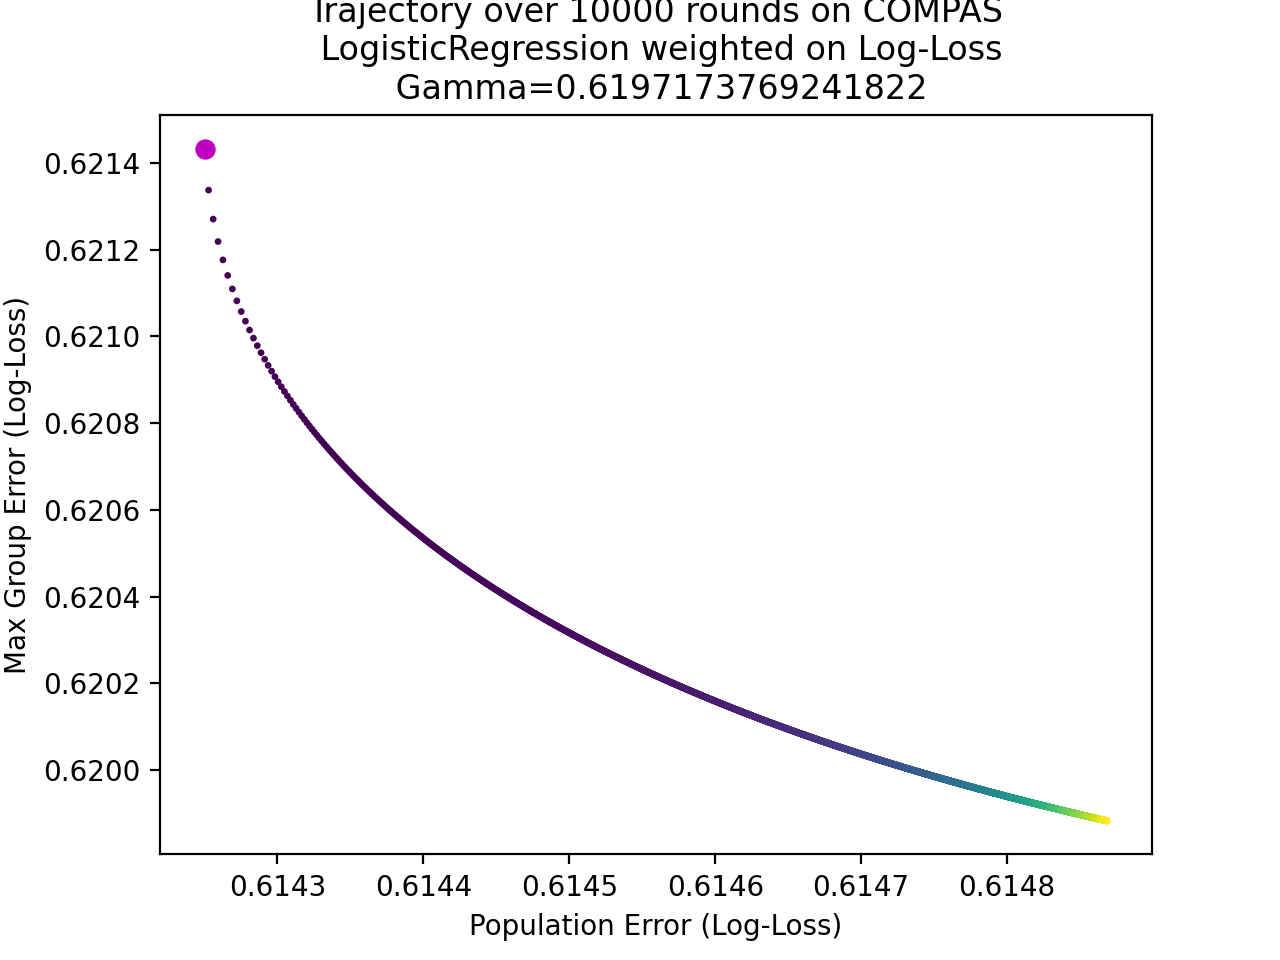 Trajectory over 10000 rounds on COMPAS
LogisticRegression weighted on Log-Loss
Gamma=0.6197173769241822
Max Group Error (Log-Loss)
0.6214
0.6212
0.6210
0.6208
0.6206
0.6204
0.6202
0.6200
0.6143 0.6144 0.6145 0.6146 0.6147 0.6148
Population Error (Log-Loss)